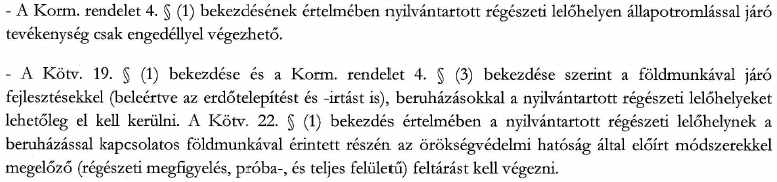 - A Korm. rendelet 4. § (1) bekezdésének értelmében nyilvántartott régészeti lelőhelyen állapotromlással járó
tevékenység csak engedéllyel végezhető.
- A Kötv. 19. § (1) bekezdése és a Korm. rendelet 4. § (3) bekezdése szerint a földmunkával járó
fejlesztésekkel (beleértve az erdőtelepítést és -irtást is), beruházásokkal a nyilvántartott régészeti lelőhelyeket
lehetőleg el kell kerülni. A Kötv. 22. § (1) bekezdés értelmében a nyilvántartott régészeti lelőhelynek a
beruházással kapcsolatos földmunkával érintett részén az örökségvédelmi hatóság által előírt módszerekkel
megelőző (régészeti megfigyelés, próba-, és teljes felületű) feltárást kell végezni.